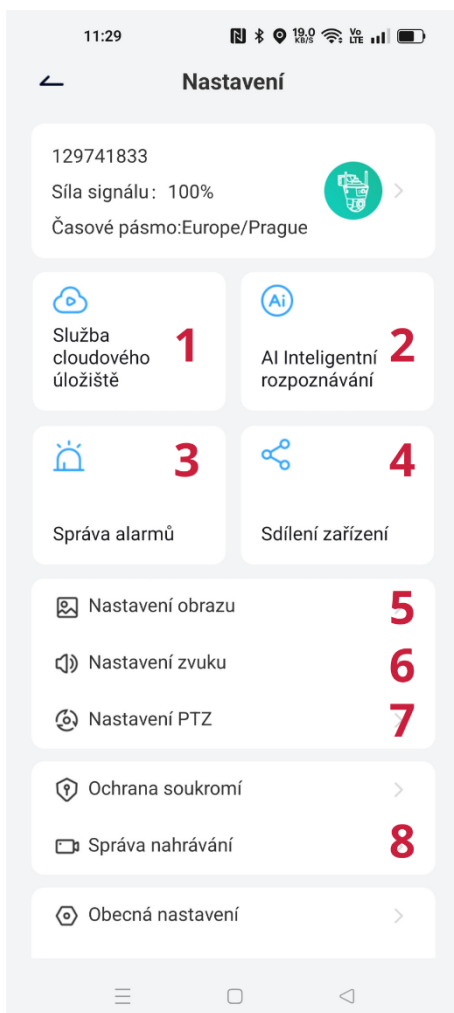 11:29
19.0 KB/S Vo LTE
Nastavení
129741833
Síla signálu: 100%
Časové pásmo:Europe/Prague
Služba
cloudového
úložiště
1
Ai
AI Inteligentní
rozpoznávání
2
3
Správa alarmů
4
Sdílení zařízení
Nastavení obrazu 5
Nastavení zvuku 6
Nastavení PTZ 7
Ochrana soukromí
Správa nahrávání 8
Obecná nastavení